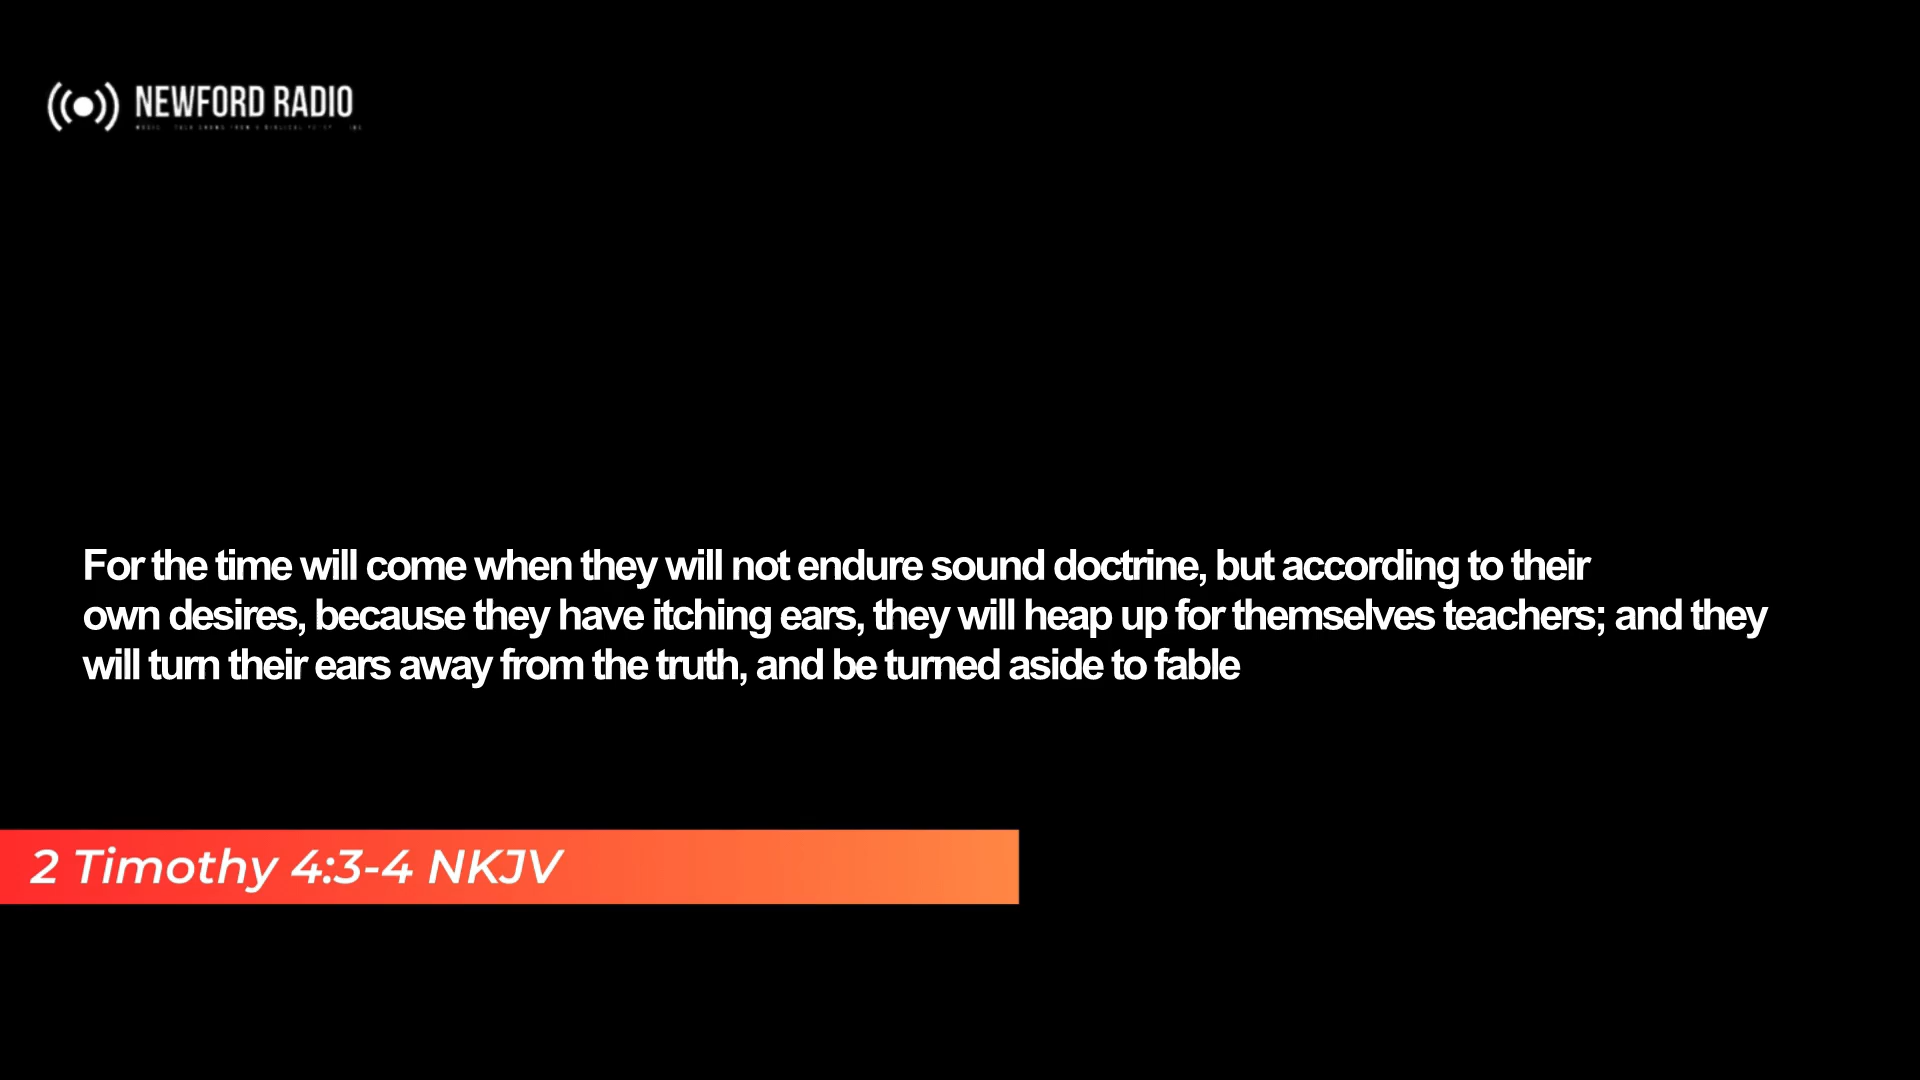 NEWFORD RADIO
For the time will come when they will not endure sound doctrine, but according to their
own desires, because they have itching ears, they will heap up for themselves teachers; and they
will turn their ears away from the truth, and be turned aside to fable
2 Timothy 4:3-4 NKJV